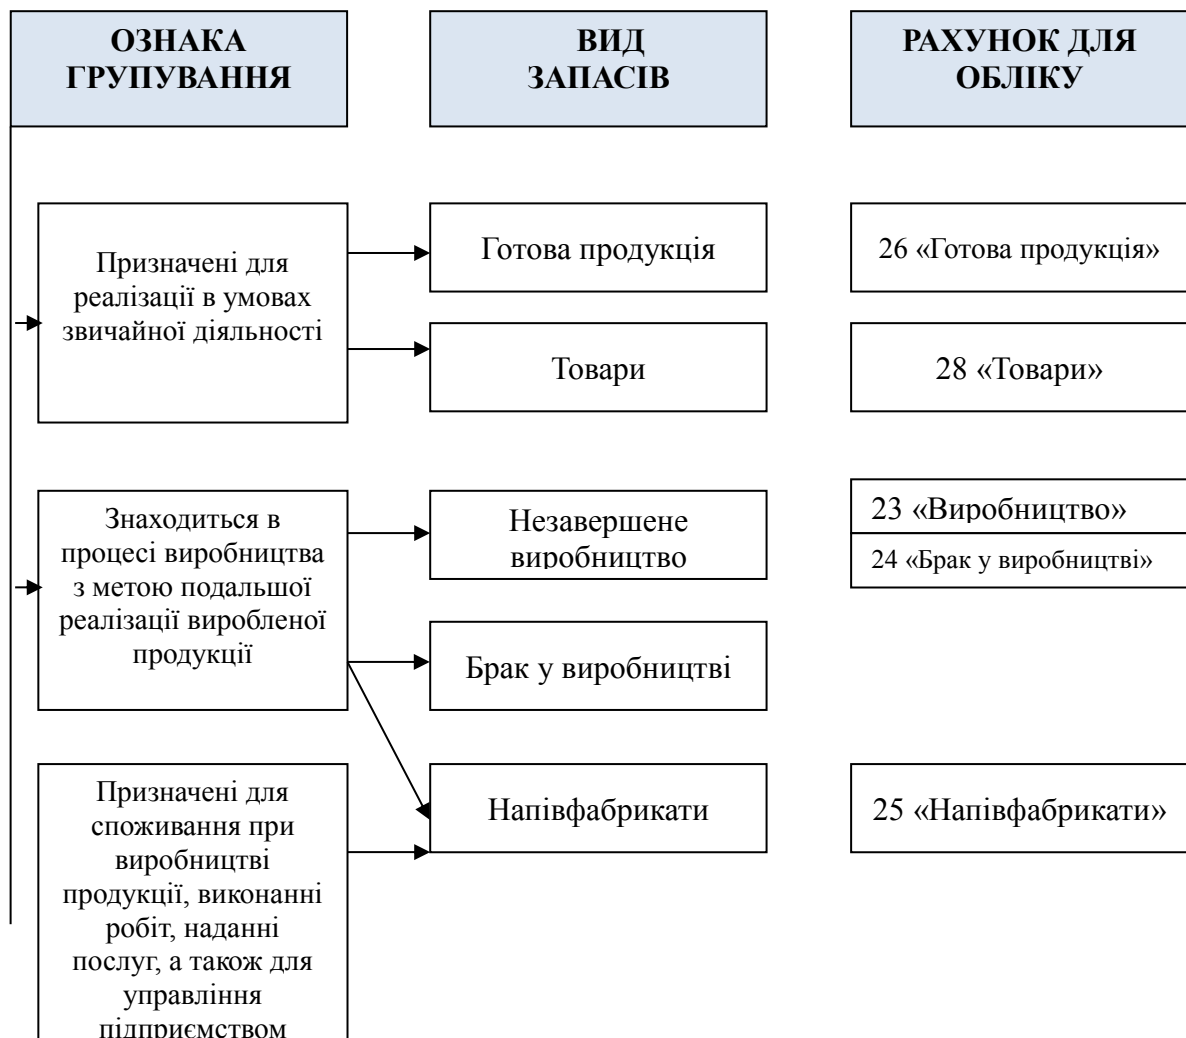 ОЗНАКА
ГРУПУВАННЯ
ВИД
ЗАПАСІВ
РАХУНОК ДЛЯ
ОБЛІКУ
Призначені для
реалізації в умовах
звичайної діяльності
Готова продукція
26 «Готова продукція»
Товари
28 «Товари»
Знаходиться в
процесі виробництва
з метою подальшої
реалізації виробленої
продукції
Незавершене
виробництво
23 «Виробництво»
24 «Брак у виробництві»
Брак у виробництві
Призначені для
споживання при
виробництві
продукції, виконанні
робіт, наданні
послуг, а також для
управління
підприємством
Напівфабрикати
25 «Напівфабрикати»